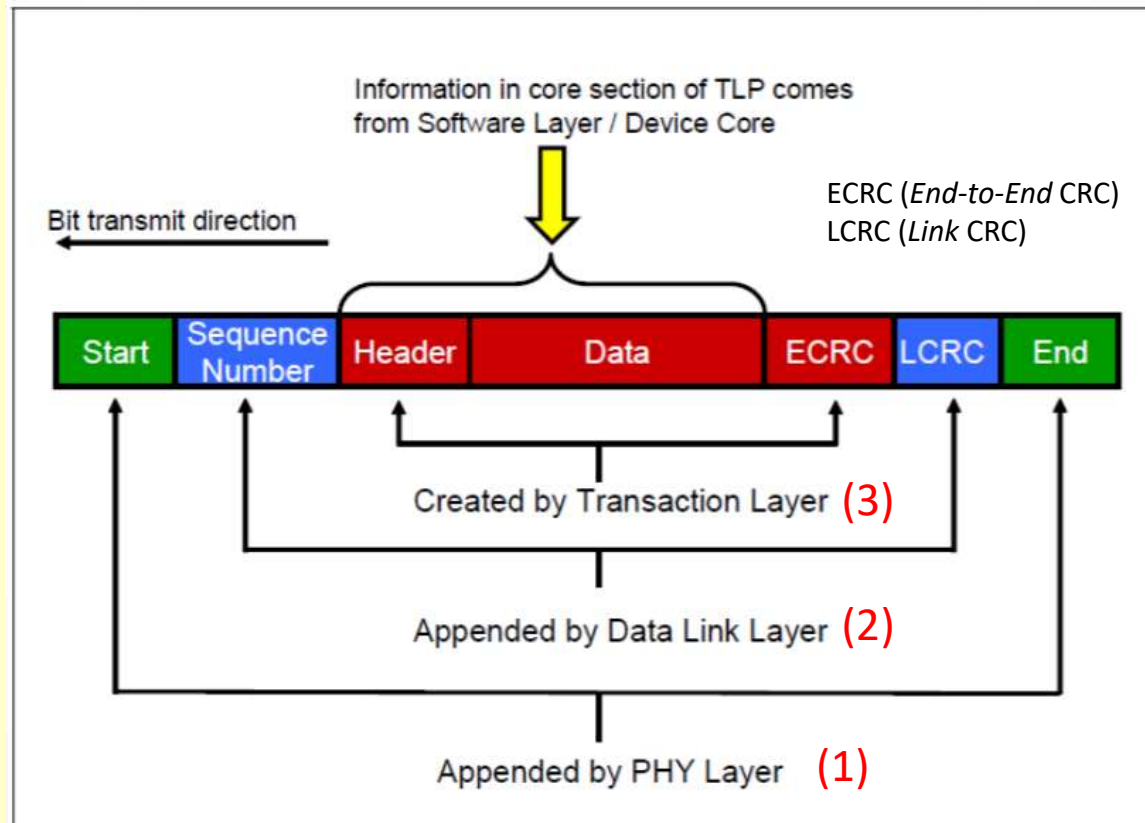 Information in core section of TLP comes
from Software Layer / Device Core
ECRC (End-to-End CRC)
LCRC (Link CRC)
Bit transmit direction
Start
Sequence
Number
Header
Data
ECRC
LCRC
End
Created by Transaction Layer (3)
Appended by Data Link Layer (2)
Appended by PHY Layer (1)